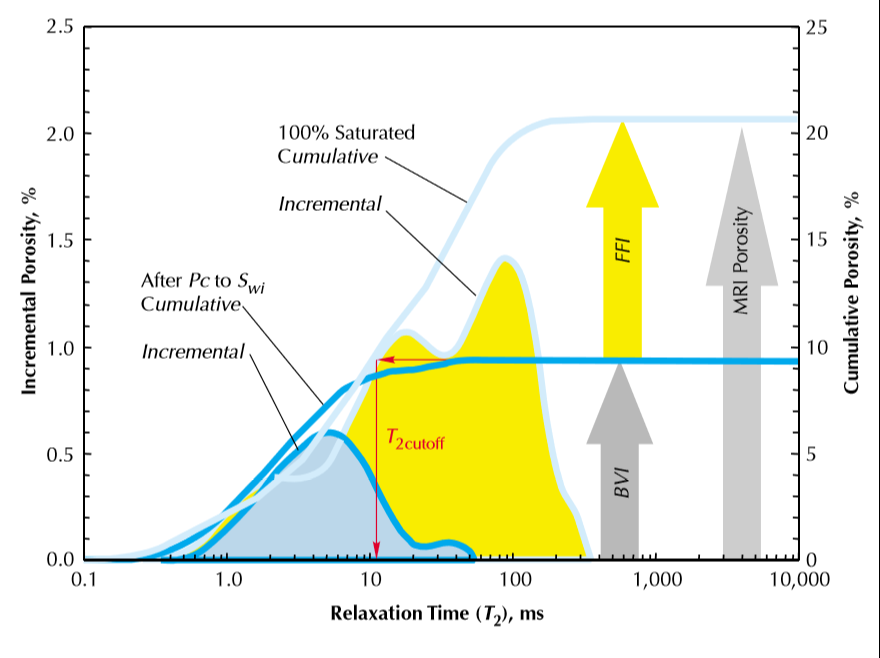 2.5
2.0
1.5
1.0
0.5
0.0
Incremental Porosity, %
25
20
15
10
5
0
Cumulative Porosity, %
100% Saturated
Cumulative
Incremental
After Pc to Swi
Cumulative
Incremental
T2cutoff
FFI
BVI
MRI Porosity
0.1
1.0
10
100
1,000
10,000
Relaxation Time (T2), ms